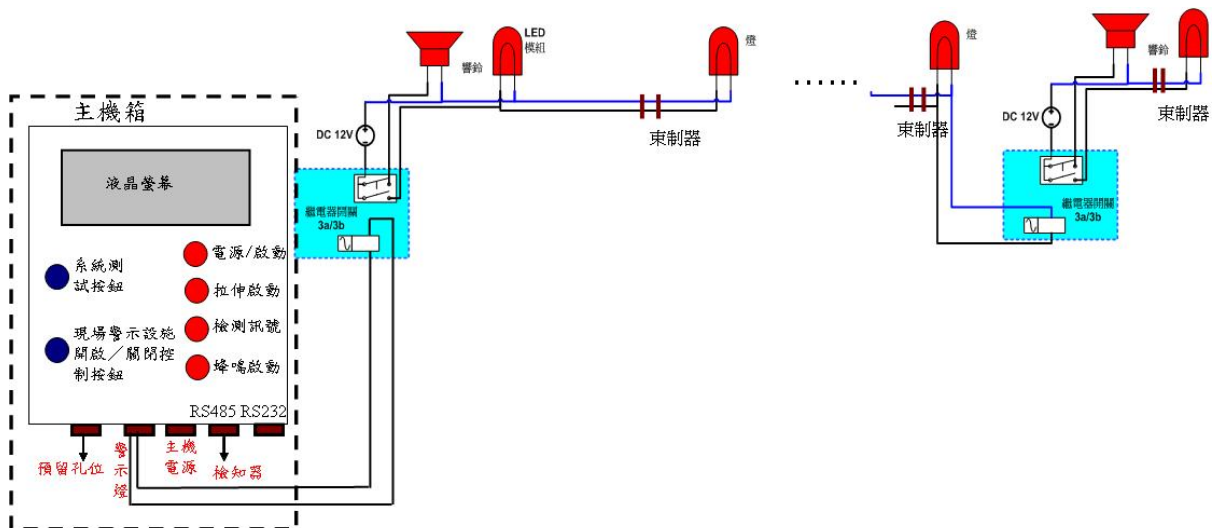 主機箱
液晶螢幕
系統測
試按鈕
現場警示設施
開啟／關閉控
制按鈕
電源/啟動
拉伸啟動
檢測訊號
蜂鳴啟動
RS485 RS232
預留孔位
警
示
燈
主機
電源
檢知器
DC 12V
繼電器開關
3a/3b
響鈴
LED
模組
燈
束制器
······
燈
束制器
DC 12V
繼電器開關
3a/3b
響鈴
束制器